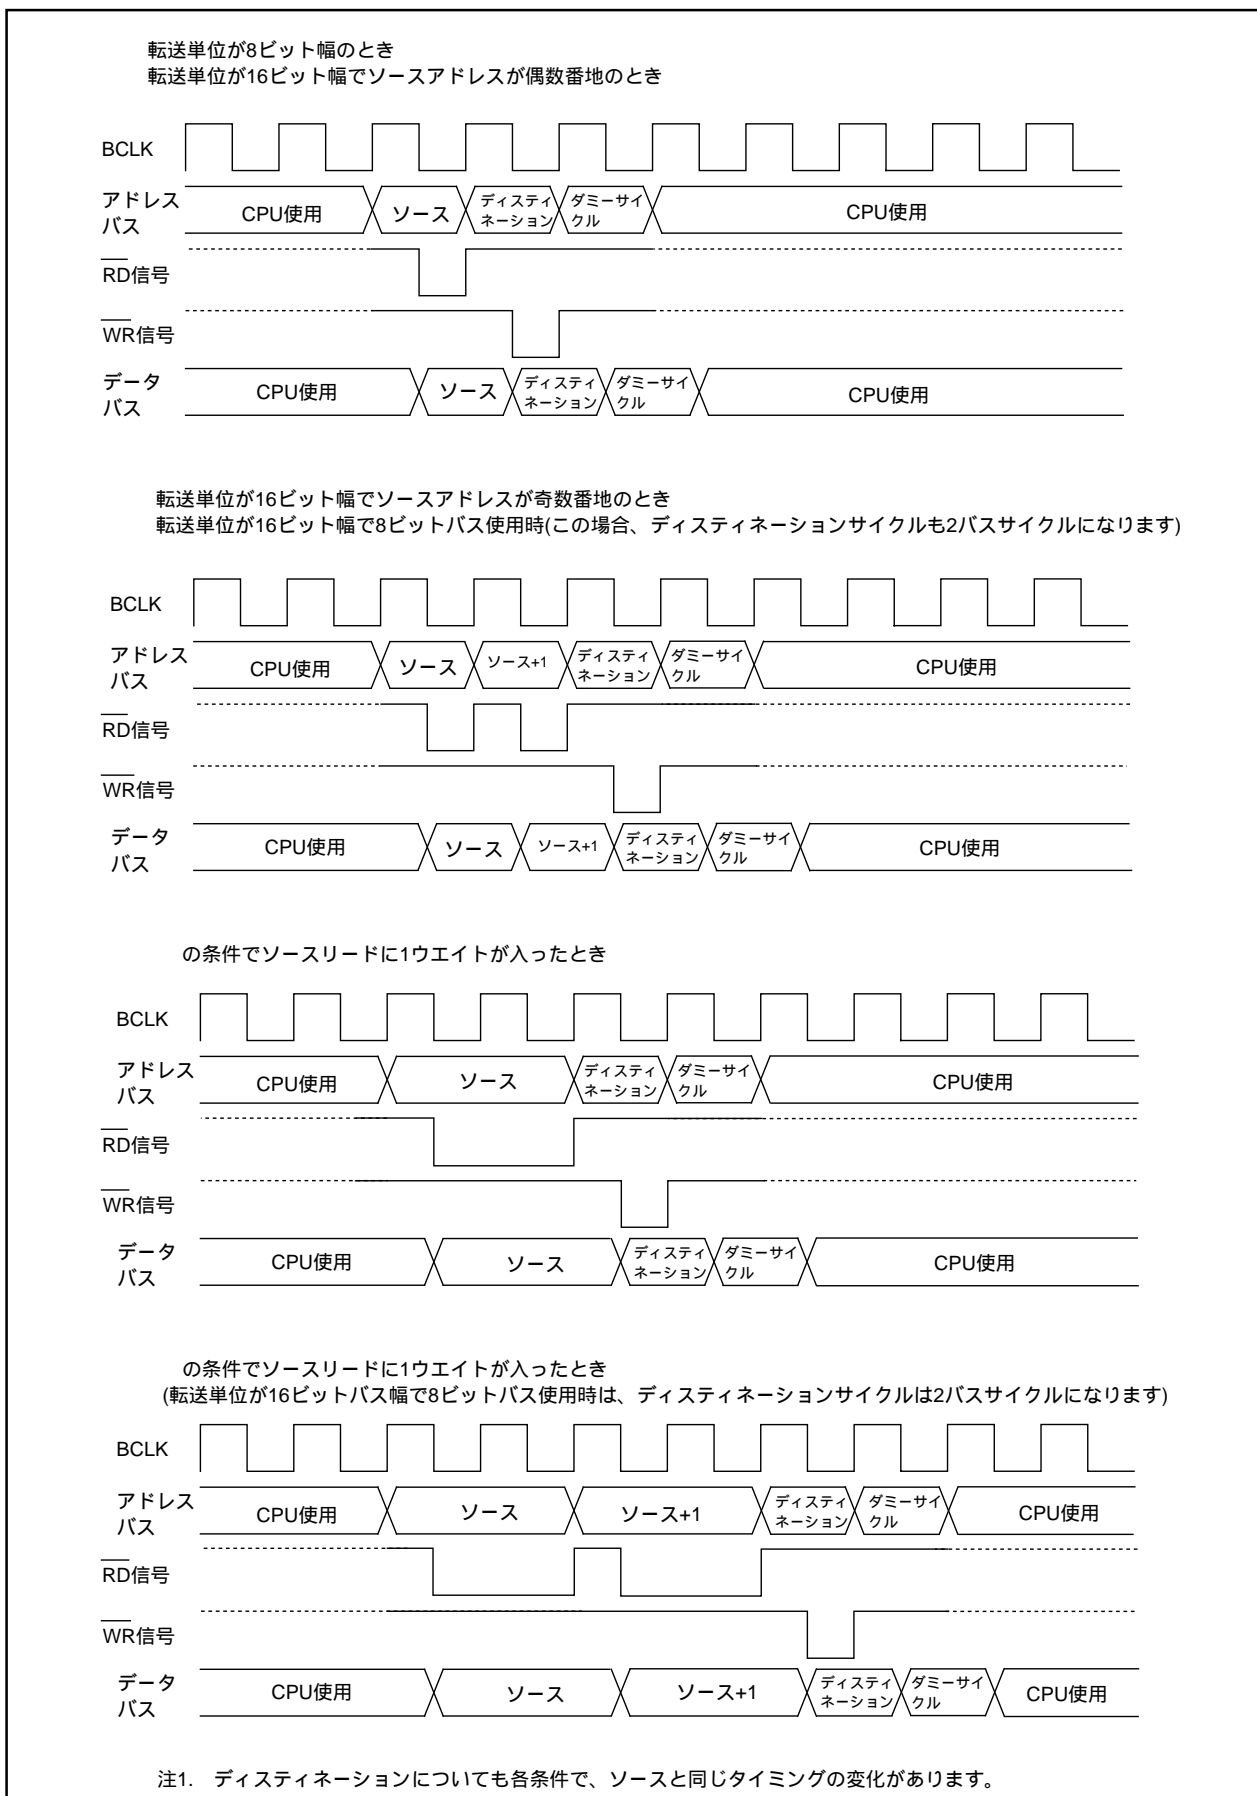 転送単位が8ビット幅のとき
転送単位が16ビット幅でソースアドレスが偶数番地のとき
BCLK
アドレス
バス
CPU使用
ソース
ディスティ
ネーション
ダミーサイ
クル
CPU使用
RD信号
WR信号
データ
バス
CPU使用
ソース
ディスティ
ネーション
ダミーサイ
クル
CPU使用
転送単位が16ビット幅でソースアドレスが奇数番地のとき
転送単位が16ビット幅で8ビットバス使用時(この場合、ディスティネーションサイクルも2バスサイクルになります)
BCLK
アドレス
バス
CPU使用
ソース
ソース+1
ディスティ
ネーション
ダミーサイ
クル
CPU使用
RD信号
WR信号
データ
バス
CPU使用
ソース
ソース+1
ディスティ
ネーション
ダミーサイ
クル
CPU使用
の条件でソースリードに1ウエイトが入ったとき
BCLK
アドレス
バス
CPU使用
ソース
ディスティ
ネーション
ダミーサイ
クル
CPU使用
RD信号
WR信号
データ
バス
CPU使用
ソース
ディスティ
ネーション
ダミーサイ
クル
CPU使用
の条件でソースリードに1ウエイトが入ったとき
(転送単位が16ビットバス幅で8ビットバス使用時は、ディスティネーションサイクルは2バスサイクルになります)
BCLK
アドレス
バス
CPU使用
ソース
ソース+1
ディスティ
ネーション
ダミーサイ
クル
CPU使用
RD信号
WR信号
データ
バス
CPU使用
ソース
ソース+1
ディスティ
ネーション
ダミーサイ
クル
CPU使用
注1. ディスティネーションについても各条件で、ソースと同じタイミングの変化があります。